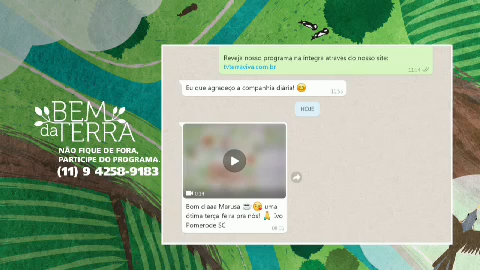 Reveja nosso programa na íntegra através do nosso site:
tvterraviva.com.br
Eu que agradeço a companhia diária! 😊
HOJE
BEM
da TERRA
NÃO FIQUE DE FORA,
PARTICIPE DO PROGRAMA.
(11) 9 4258-9183
0:14
Bom diaaa Marusa ☕ 😘 uma
ótima terça feira pra nós! 🙏 Ivo
Pomerode SC